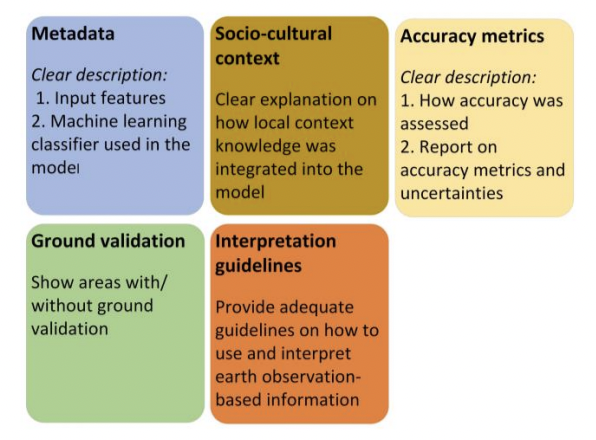 Metadata
Clear description:
1. Input features
2. Machine learning
classifier used in the
model
Socio-cultural
context
Clear explanation on
how local context
knowledge was
integrated into the
model
Accuracy metrics
Clear description:
1. How accuracy was
assessed
2. Report on
accuracy metrics and
uncertainties
Ground validation
Show areas with/
without ground
validation
Interpretation
guidelines
Provide adequate
guidelines on how to
use and interpret
earth observation-
based information